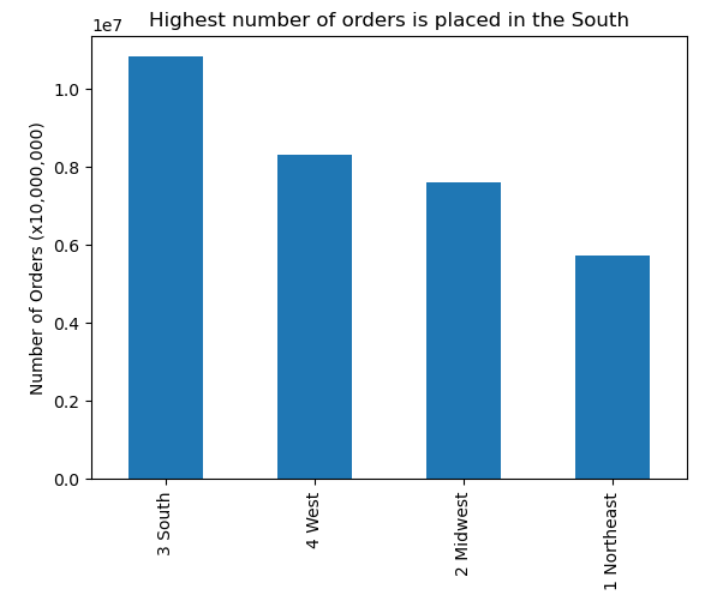 Highest number of orders is placed in the South
1e7
Number of Orders (x10,000,000)
1.0
0.8
0.6
0.4
0.2
0.0
3 South
4 West
2 Midwest
1 Northeast